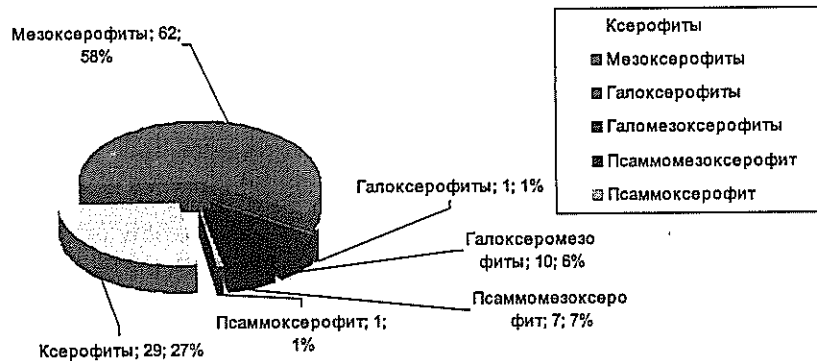 Мезоксерофиты; 62;
58%
Ксерофиты
Мезоксерофиты
Галоксерофиты
Галомезоксерофиты
Псаммомезоксерофит
Псаммоксерофит
Галоксерофиты; 1; 1%
Галоксеромезо
фиты; 10; 6%
Псаммомезоксеро
фит; 7; 7%
Псаммоксерофит; 1;
1%
Ксерофиты; 29; 27%